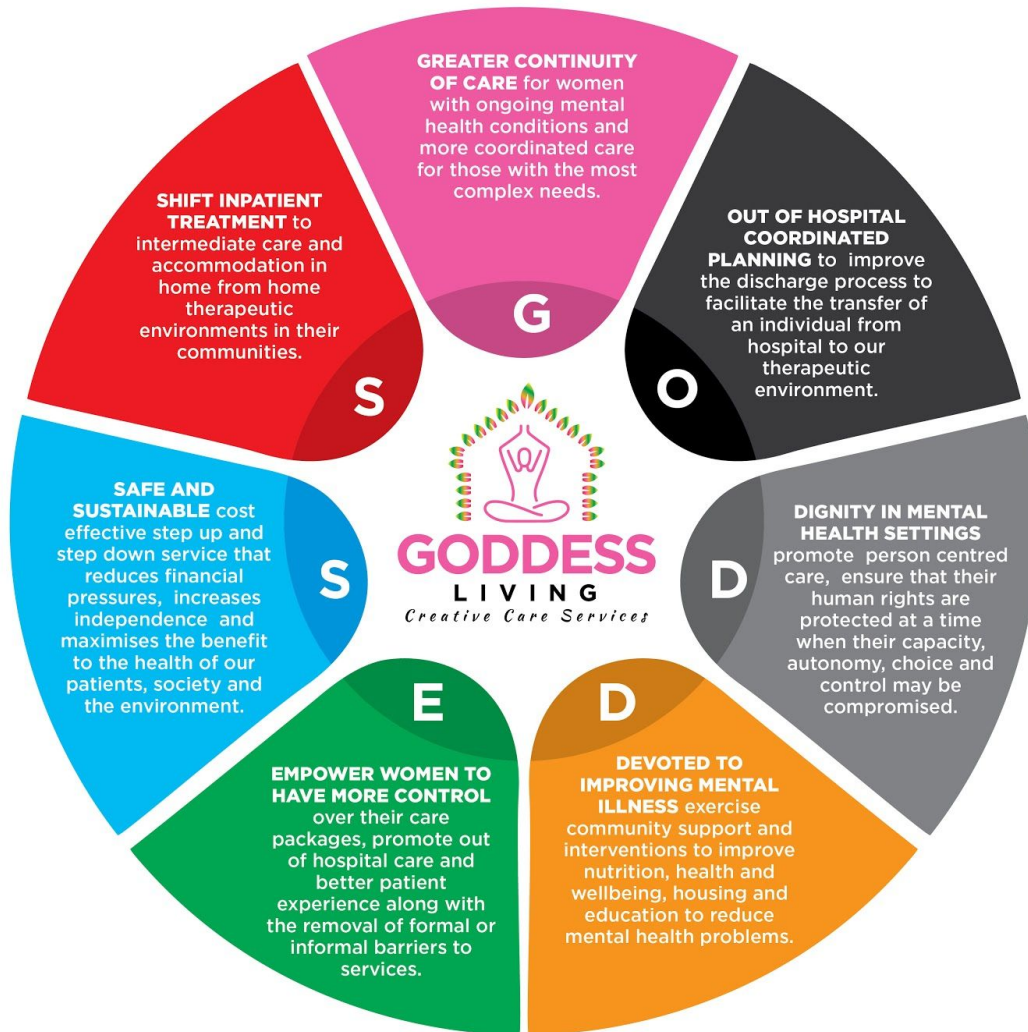 GREATER CONTINUITY
OF CARE for women
with ongoing mental
health conditions and
more coordinated care
for those with the most
complex needs.
G
OUT OF HOSPITAL
COORDINATED
PLANNING to improve
the discharge process to
facilitate the transfer of
an individual from
hospital to our
therapeutic
environment.
O
DIGNITY IN MENTAL
HEALTH SETTINGS
promote person centred
care, ensure that their
human rights are
protected at a time
when their capacity,
autonomy, choice and
control may be
compromised.
D
DEVOTED TO
IMPROVING MENTAL
ILLNESS exercise
community support and
interventions to improve
nutrition, health and
wellbeing, housing and
education to reduce
mental health problems.
D
EMPOWER WOMEN TO
HAVE MORE CONTROL
over their care
packages, promote out
of hospital care and
better patient
experience along with
the removal of formal or
informal barriers to
services.
E
SAFE AND
SUSTAINABLE cost
effective step up and
step down service that
reduces financial
pressures, increases
independence and
maximises the benefit
to the health of our
patients, society and
the environment.
S
SHIFT INPATIENT
TREATMENT to
intermediate care and
accommodation in
home from home
therapeutic
environments in their
communities.
S
GODDESS
LIVING
Creative Care Services